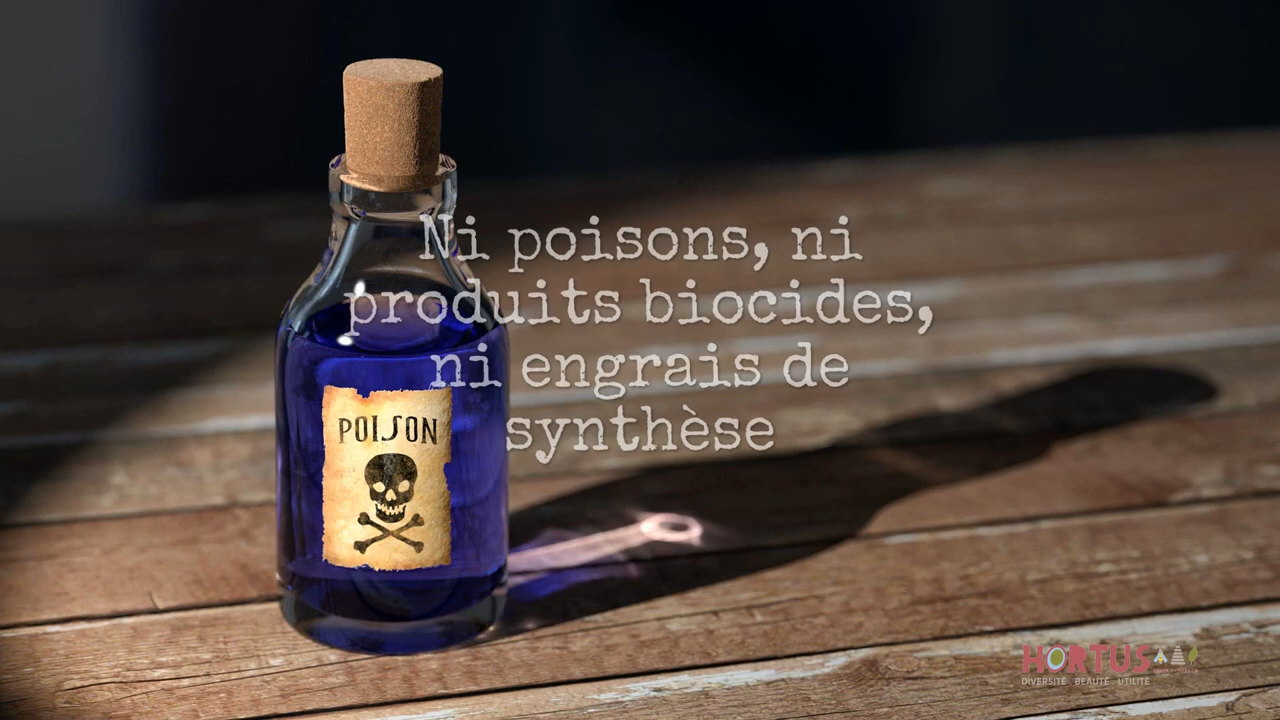 Ni poisons, ni
produits biocides,
ni engrais de
synthèse
POISON
HORTUS
DIVERSITÉ . BEAUTÉ . UTILITÉ